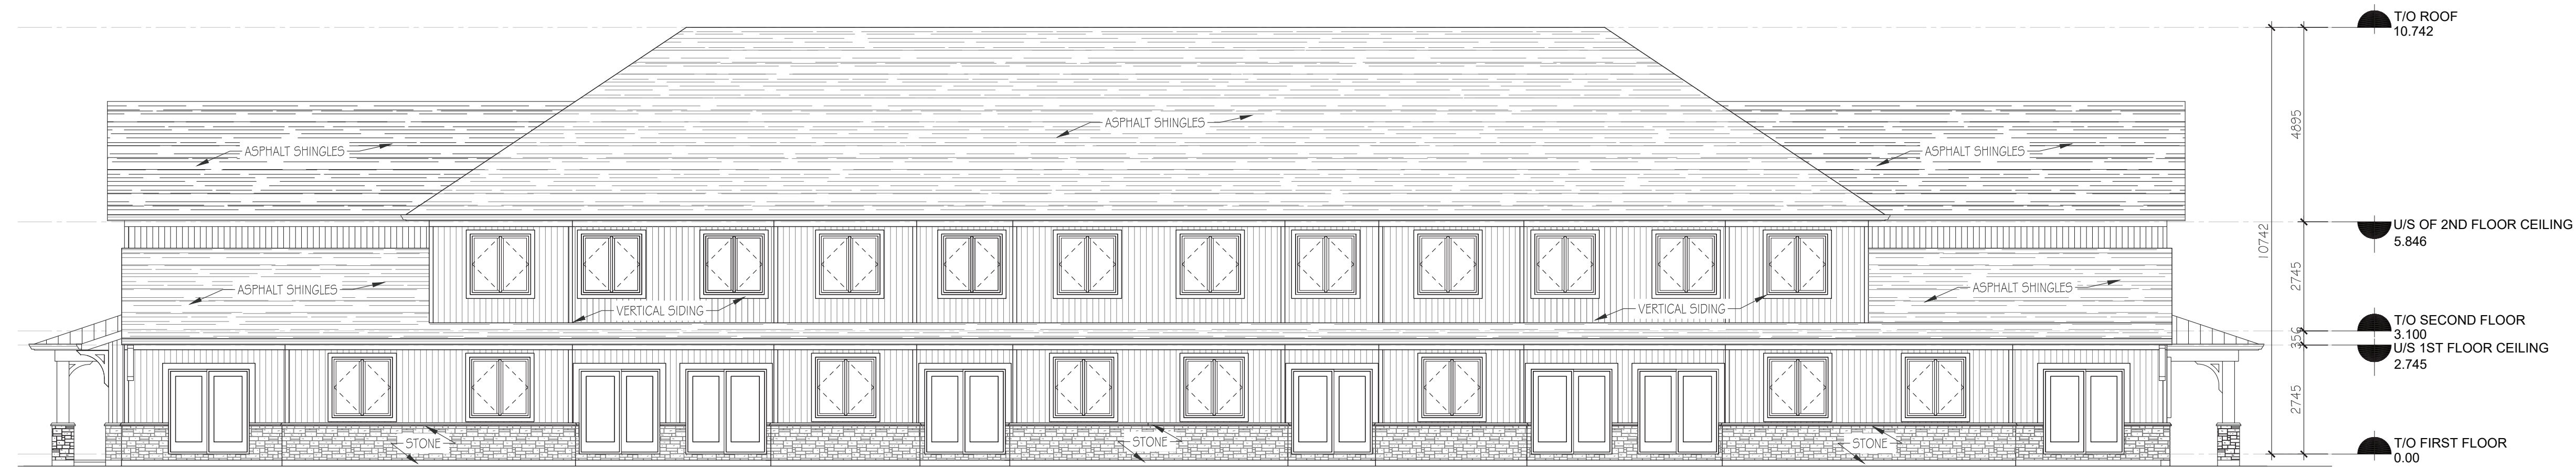 T/O ROOF
10.742
ASPHALT SHINGLES
4895
ASPHALT SHINGLES
ASPHALT SHINGLES
U/S OF 2ND FLOOR CEILING
5.846
10742
ASPHALT SHINGLES
ASPHALT SHINGLES
2745
VERTICAL SIDING
VERTICAL SIDING
T/O SECOND FLOOR
3.100
356
U/S 1ST FLOOR CEILING
2.745
2745
STONE
STONE
STONE
T/O FIRST FLOOR
0.00